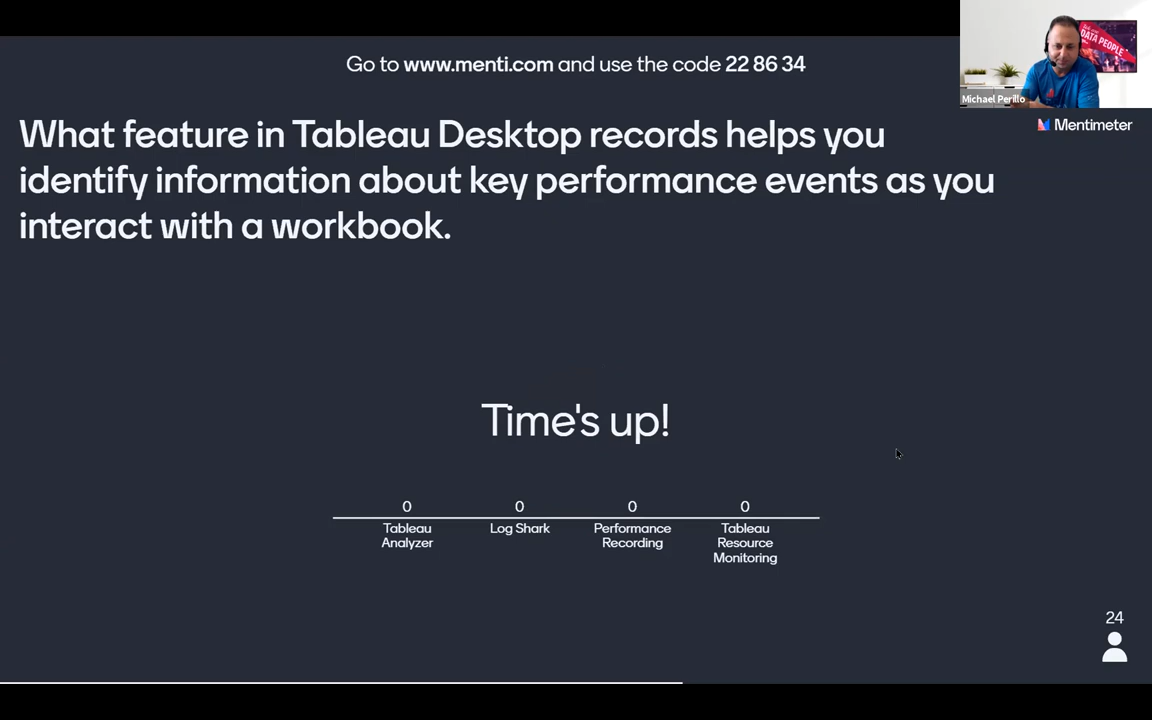 Go to www.menti.com and use the code 22 86 34
DATA PEOPLE
Michael Perillo
Mentimeter
What feature in Tableau Desktop records helps you
identify information about key performance events as you
interact with a workbook.
Time's up!
0 0 0 0
Tableau Analyzer
Log Shark
Performance Recording
Tableau Resource Monitoring
24